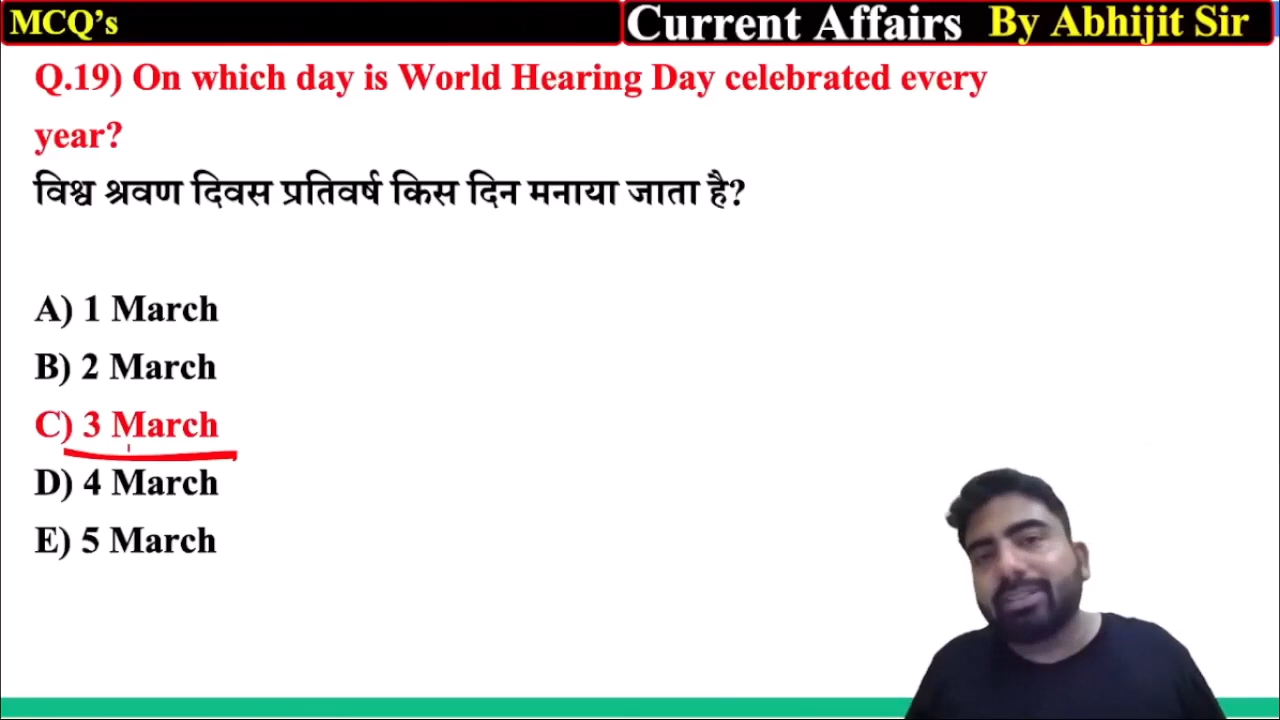 MCQ’s
Current Affairs By Abhijit Sir
Q.19) On which day is World Hearing Day celebrated every
year?
विश्व श्रवण दिवस प्रतिवर्ष किस दिन मनाया जाता है?
A) 1 March
B) 2 March
C) 3 March
D) 4 March
E) 5 March